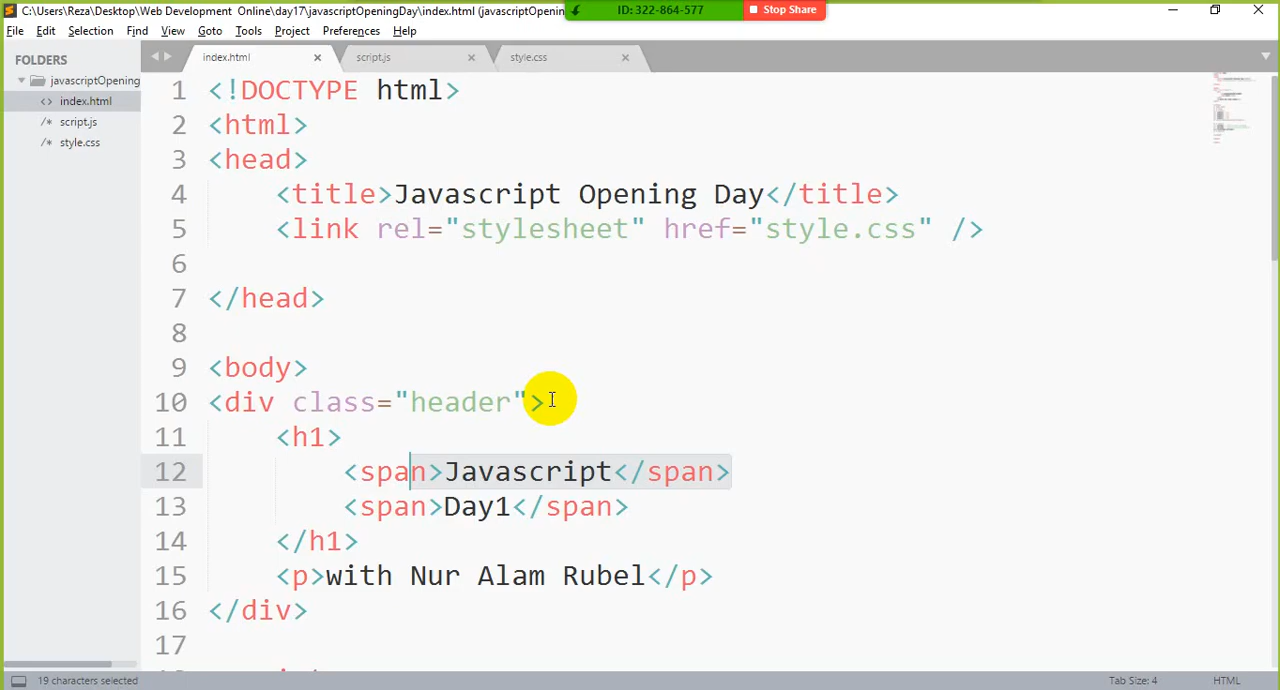 C:\Users\Reza\Desktop\Web Development Online\day17\javascriptOpeningDay\index.html (javascriptOpenin
ID: 322-864-577
Stop Share
File Edit Selection Find View Goto Tools Project Preferences Help
FOLDERS
javascriptOpening
<> index.html
/* script.js
/* style.css
index.html × script.js × style.css ×
1 <!DOCTYPE html>
2 <html>
3 <head>
4 <title>Javascript Opening Day</title>
5 <link rel="stylesheet" href="style.css" />
6
7 </head>
8
9 <body>
10 <div class="header">
11 <h1>
12 <span>Javascript</span>
13 <span>Day1</span>
14 </h1>
15 <p>with Nur Alam Rubel</p>
16 </div>
17
19 characters selected
Tab Size: 4
HTML